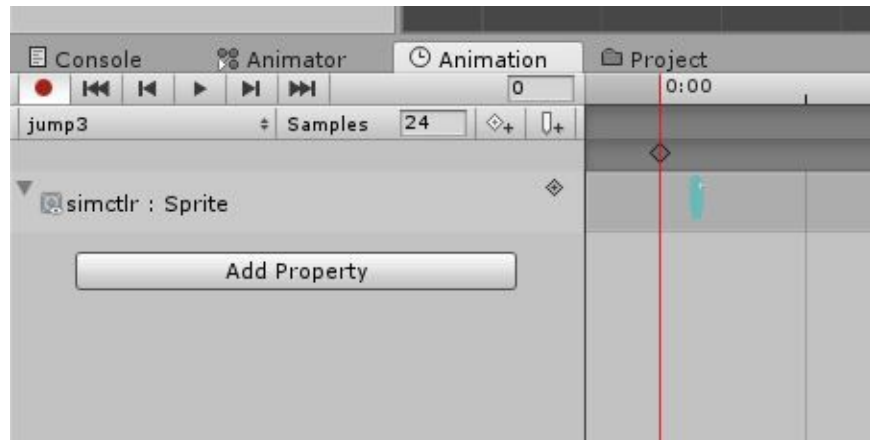 Console Animator Animation Project
0 0:00
jump3 Samples 24
simctlr : Sprite
Add Property